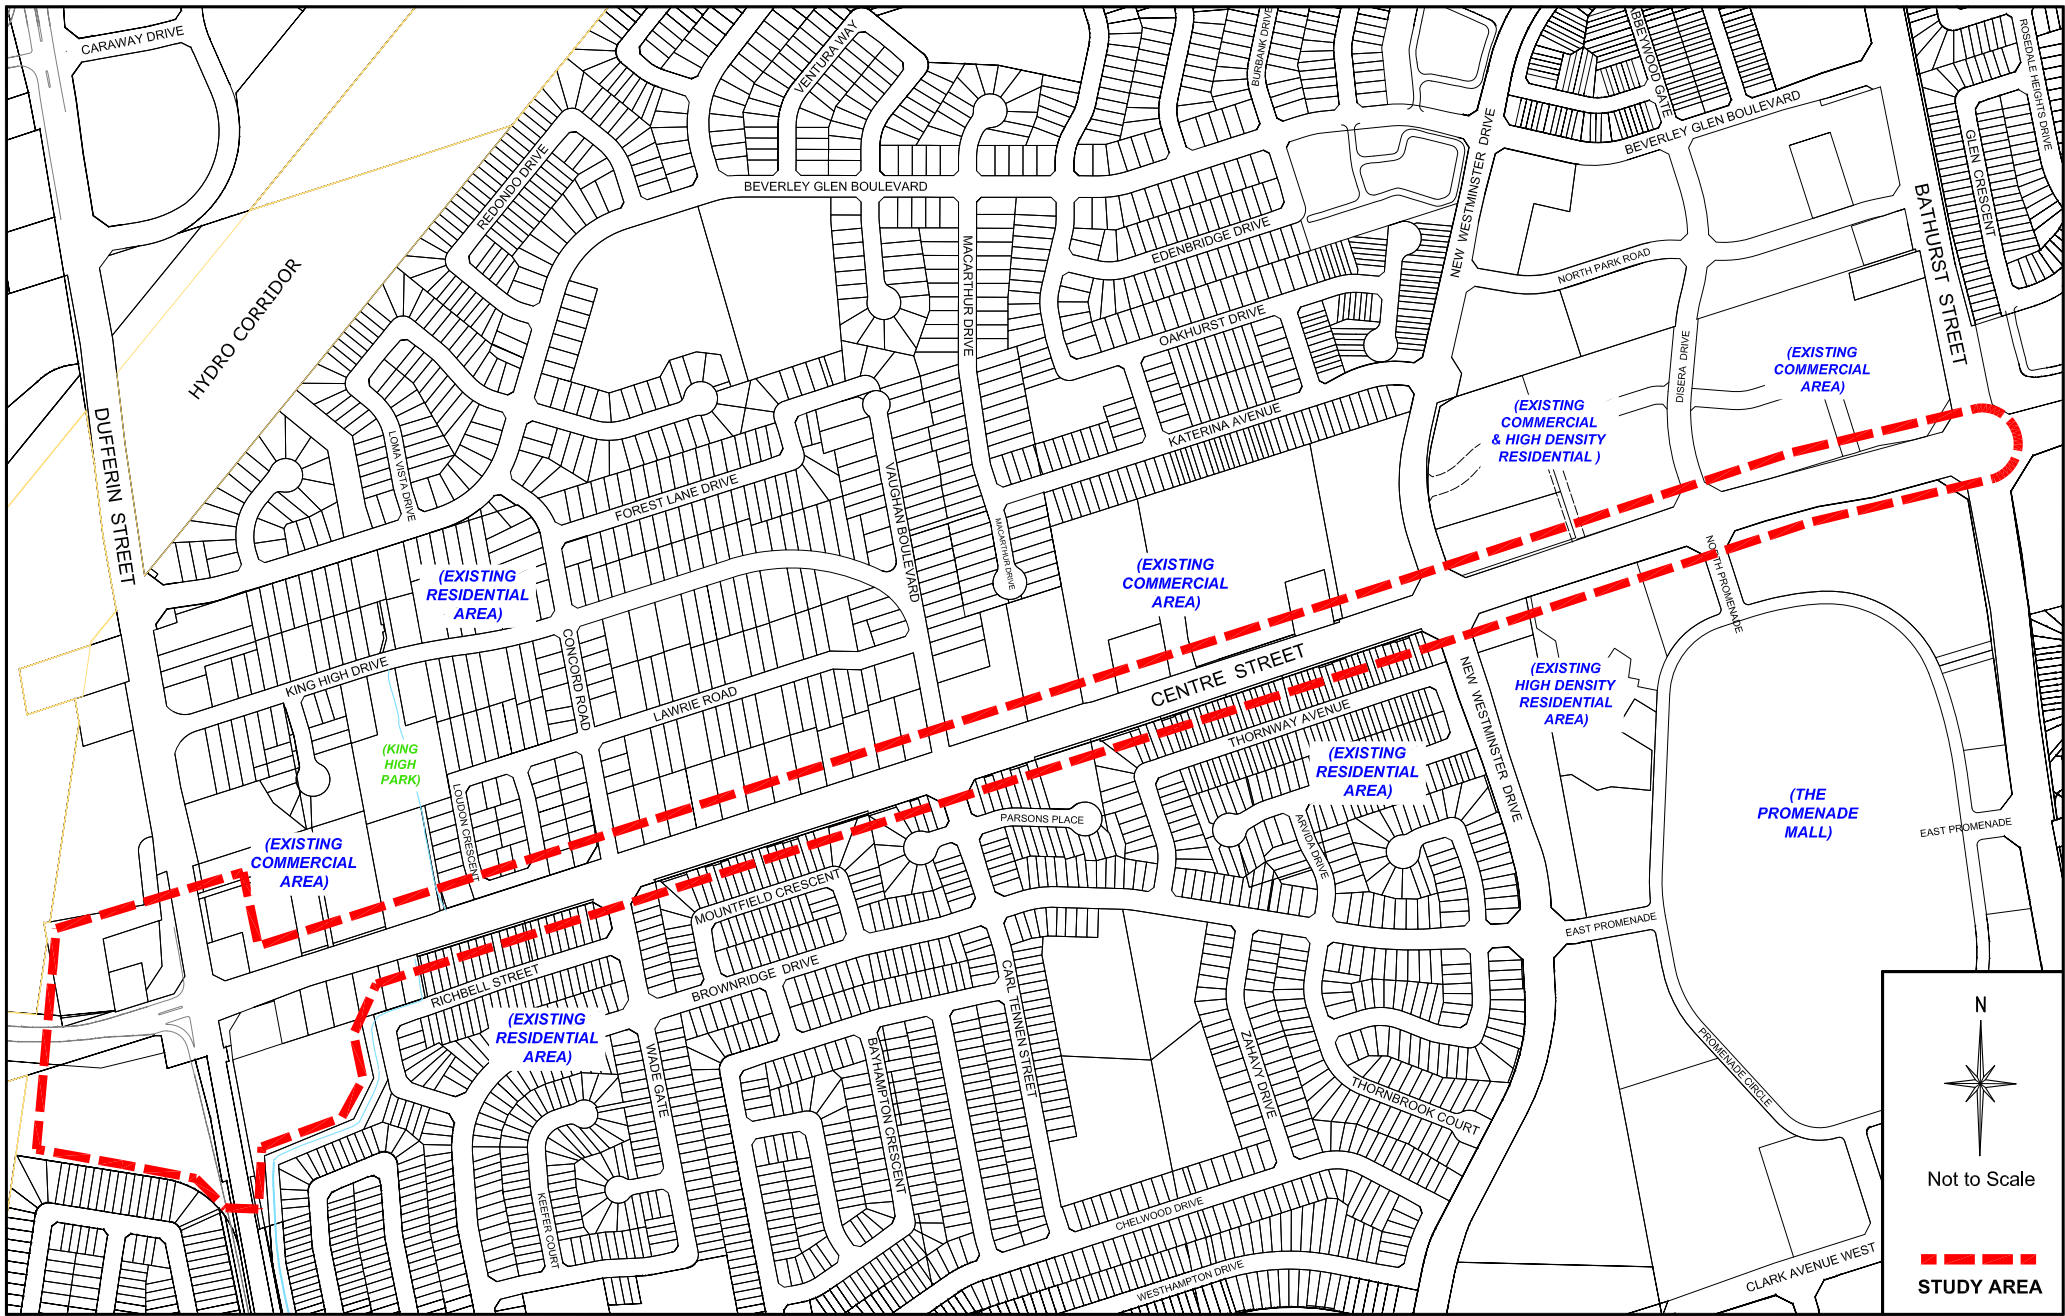 CARAWAY DRIVE
VENTURA WAY
BURBANK DRIVE
ABBEYWOOD GATE
ROSEDALE HEIGHTS DRIVE
BEVERLEY GLEN BOULEVARD
GLEN CRESCENT
REDONDO DRIVE
BEVERLEY GLEN BOULEVARD
NEW WESTMINSTER DRIVE
BATHURST STREET
EDENBRIDGE DRIVE
NORTH PARK ROAD
MACARTHUR DRIVE
HYDRO CORRIDOR
OAKHURST DRIVE
DISERA DRIVE
(EXISTING
COMMERCIAL
AREA)
(EXISTING
COMMERCIAL
& HIGH DENSITY
RESIDENTIAL )
KATERINA AVENUE
DUFFERIN STREET
LOMA VISTA DRIVE
FOREST LANE DRIVE
VAUGHAN BOULEVARD
MACARTHUR DRIVE
(EXISTING
COMMERCIAL
AREA)
NORTH PROMENADE
(EXISTING
RESIDENTIAL
AREA)
KING HIGH DRIVE
CONCORD ROAD
LAWRIE ROAD
CENTRE STREET
NEW WESTMINSTER DRIVE
(EXISTING
HIGH DENSITY
RESIDENTIAL
AREA)
THORNWAY AVENUE
(KING
HIGH
PARK)
(EXISTING
RESIDENTIAL
AREA)
LOUDON CRESCENT
PARSONS PLACE
ARVIDA DRIVE
(THE
PROMENADE
MALL)
EAST PROMENADE
(EXISTING
COMMERCIAL
AREA)
MOUNTFIELD CRESCENT
EAST PROMENADE
RICHBELL STREET
BROWNRIDGE DRIVE
CARL TENNEN STREET
(EXISTING
RESIDENTIAL
AREA)
WADE GATE
BAYHAMPTON CRESCENT
ZAHAVY DRIVE
THORNBROOK COURT
PROMENADE CIRCLE
KEEFER COURT
CHELWOOD DRIVE
WESTHAMPTON DRIVE
CLARK AVENUE WEST
N
Not to Scale
STUDY AREA